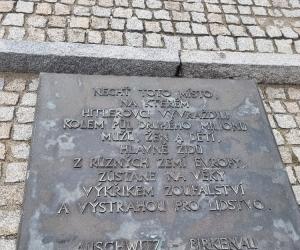 NECHŤ TOTO MÍSTO,
NA KTERÉM
HITLEROVCI VYVRAŽDILI
KOLEM PŮL DRUHÉHO MILIONU
MUŽŮ, ŽEN A DĚTÍ,
HLAVNĚ ŽIDŮ
Z RŮZNÝCH ZEMÍ EVROPY,
ZŮSTANE NA VĚKY
VÝKŘIKEM ZOUFALSTVÍ
A VÝSTRAHOU PRO LIDSTVO.
AUSCHWITZ - BIRKENAU